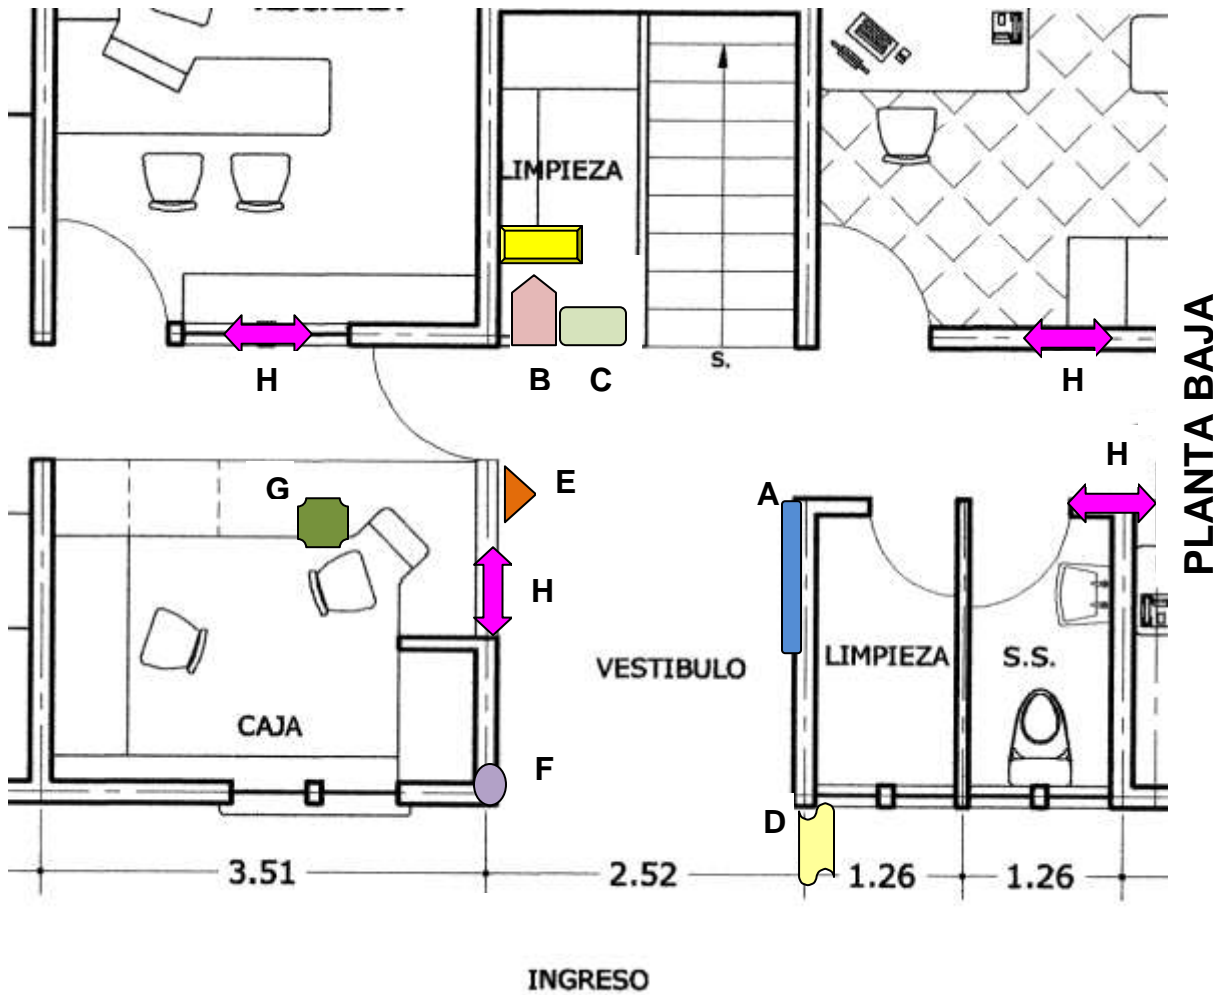 LIMPIEZA
S.
H
B
C
H
PLANTA BAJA
G
E
A
H
H
VESTIBULO
LIMPIEZA
S.S.
CAJA
F
D
3.51
2.52
1.26
1.26
INGRESO